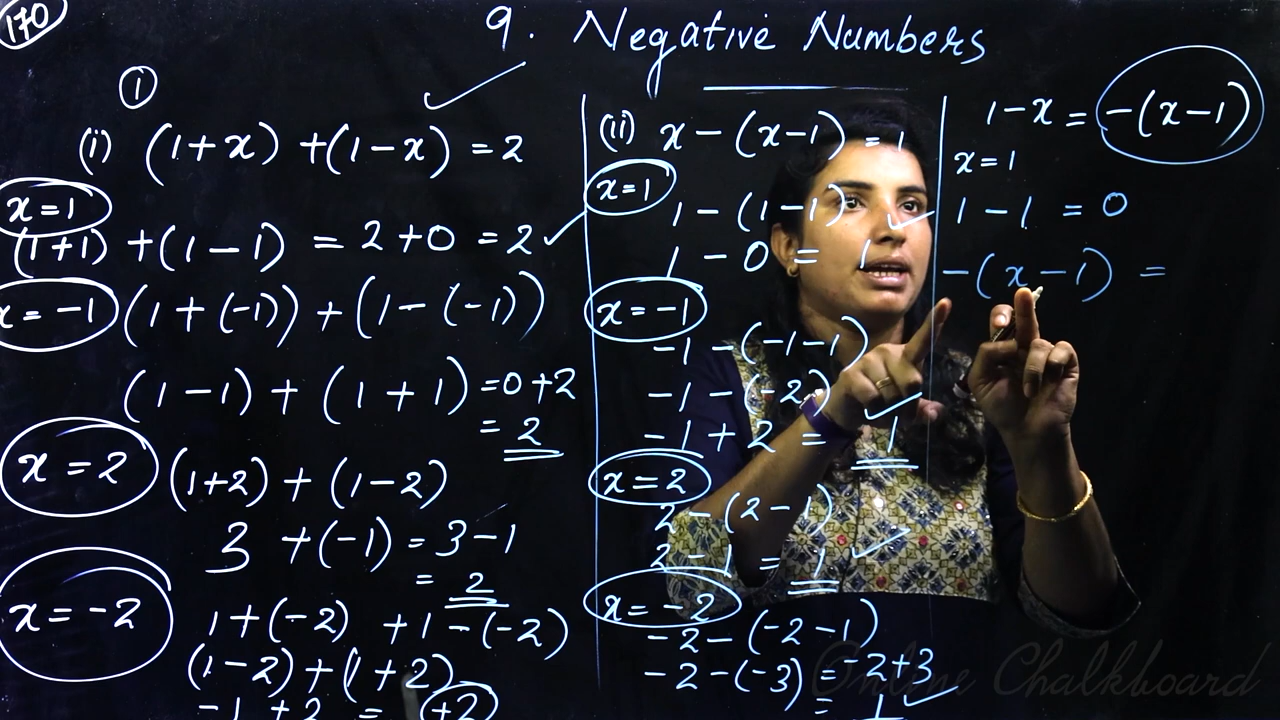 170
9. Negative Numbers
①
(i) (1+x) +(1-x) = 2
x=1
(1+1) +(1-1) = 2+0 = 2
x=-1 (1+(-1)) + (1-(-1))
(1-1) + (1+1) =0+2
= 2
x=2 (1+2) + (1-2)
3 +(-1) = 3-1
= 2
x=-2 1+(-2) +1-(-2)
(1-2)+(1+2)
-1 +3 = +2
(ii) x-(x-1) = 1
x=1
1-(1-1)
1-0 = 1
x=-1
-1-(-1-1)
-1-(-2)
-1+2 = 1
x=2
2-(2-1)
2-1 = 1
x=-2
-2-(-2-1)
-2-(-3) = -2+3
= 1
1-x = -(x-1)
x=1
1-1 = 0
-(x-1) =
Online Chalkboard